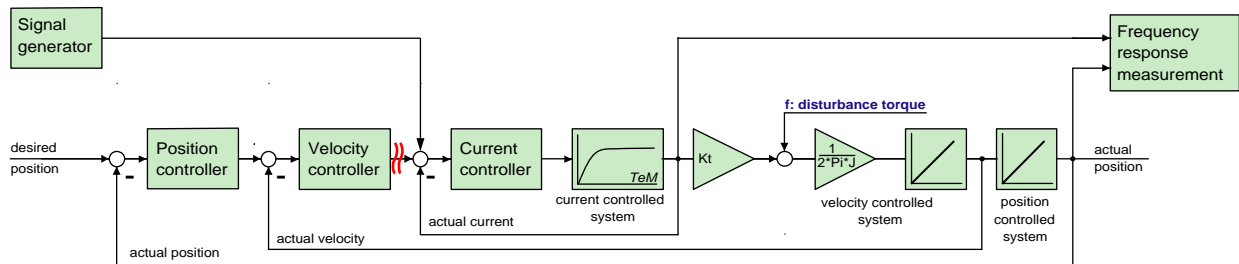 Signal
generator
Frequency
response
measurement
f: disturbance torque
desired
position
Position
controller
Velocity
controller
Current
controller
TeM
current controlled
system
Kt
1
2*Pi*J
velocity controlled
system
position
controlled
system
actual
position
actual current
actual velocity
actual position